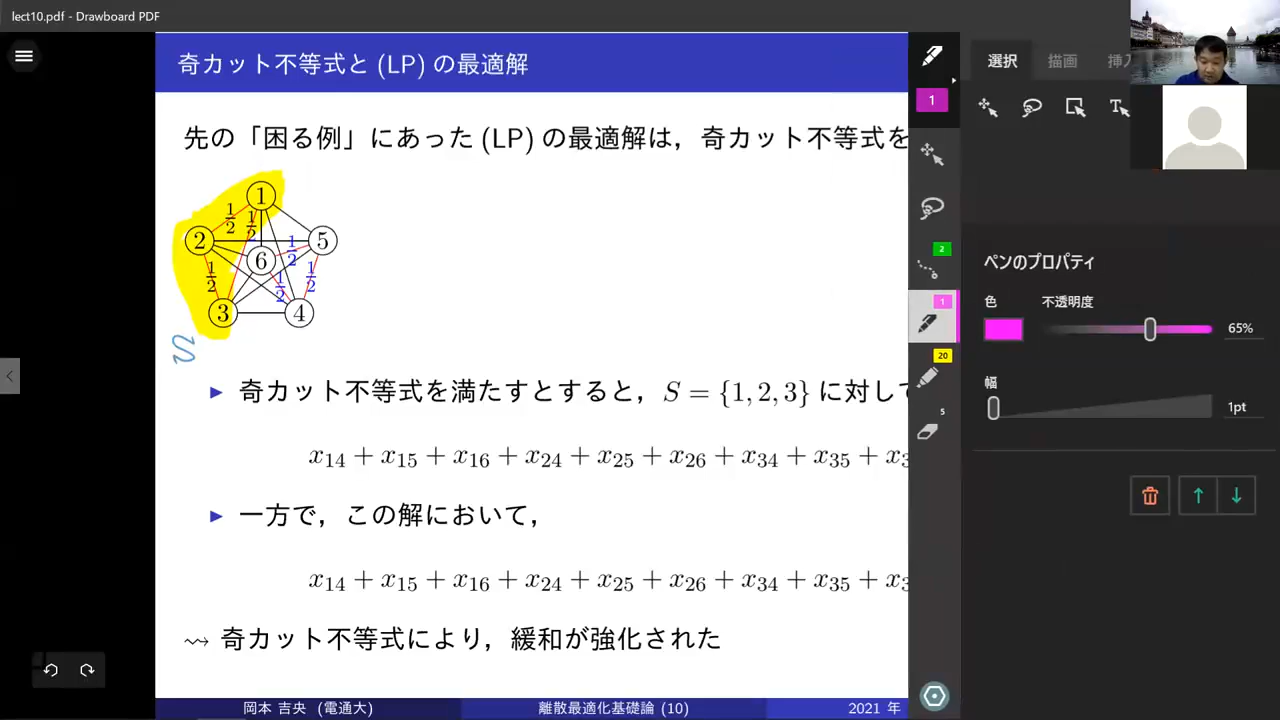 lect10.pdf - Drawboard PDF
奇カット不等式と (LP) の最適解
先の「困る例」にあった (LP) の最適解は，奇カット不等式を
1
1/2
1/2
2
5
1/2
6
1/2
1/2
1/2
3
4
S
▶ 奇カット不等式を満たすとすると，S = {1, 2, 3} に対して
x14 + x15 + x16 + x24 + x25 + x26 + x34 + x35 + x3
▶ 一方で，この解において，
x14 + x15 + x16 + x24 + x25 + x26 + x34 + x35 + x3
⇝ 奇カット不等式により，緩和が強化された
岡本 吉央 (電通大)
離散最適化基礎論 (10)
2021 年
1
2
1
20
5
選択
描画
挿入
T
ペンのプロパティ
色
不透明度
65%
幅
1pt